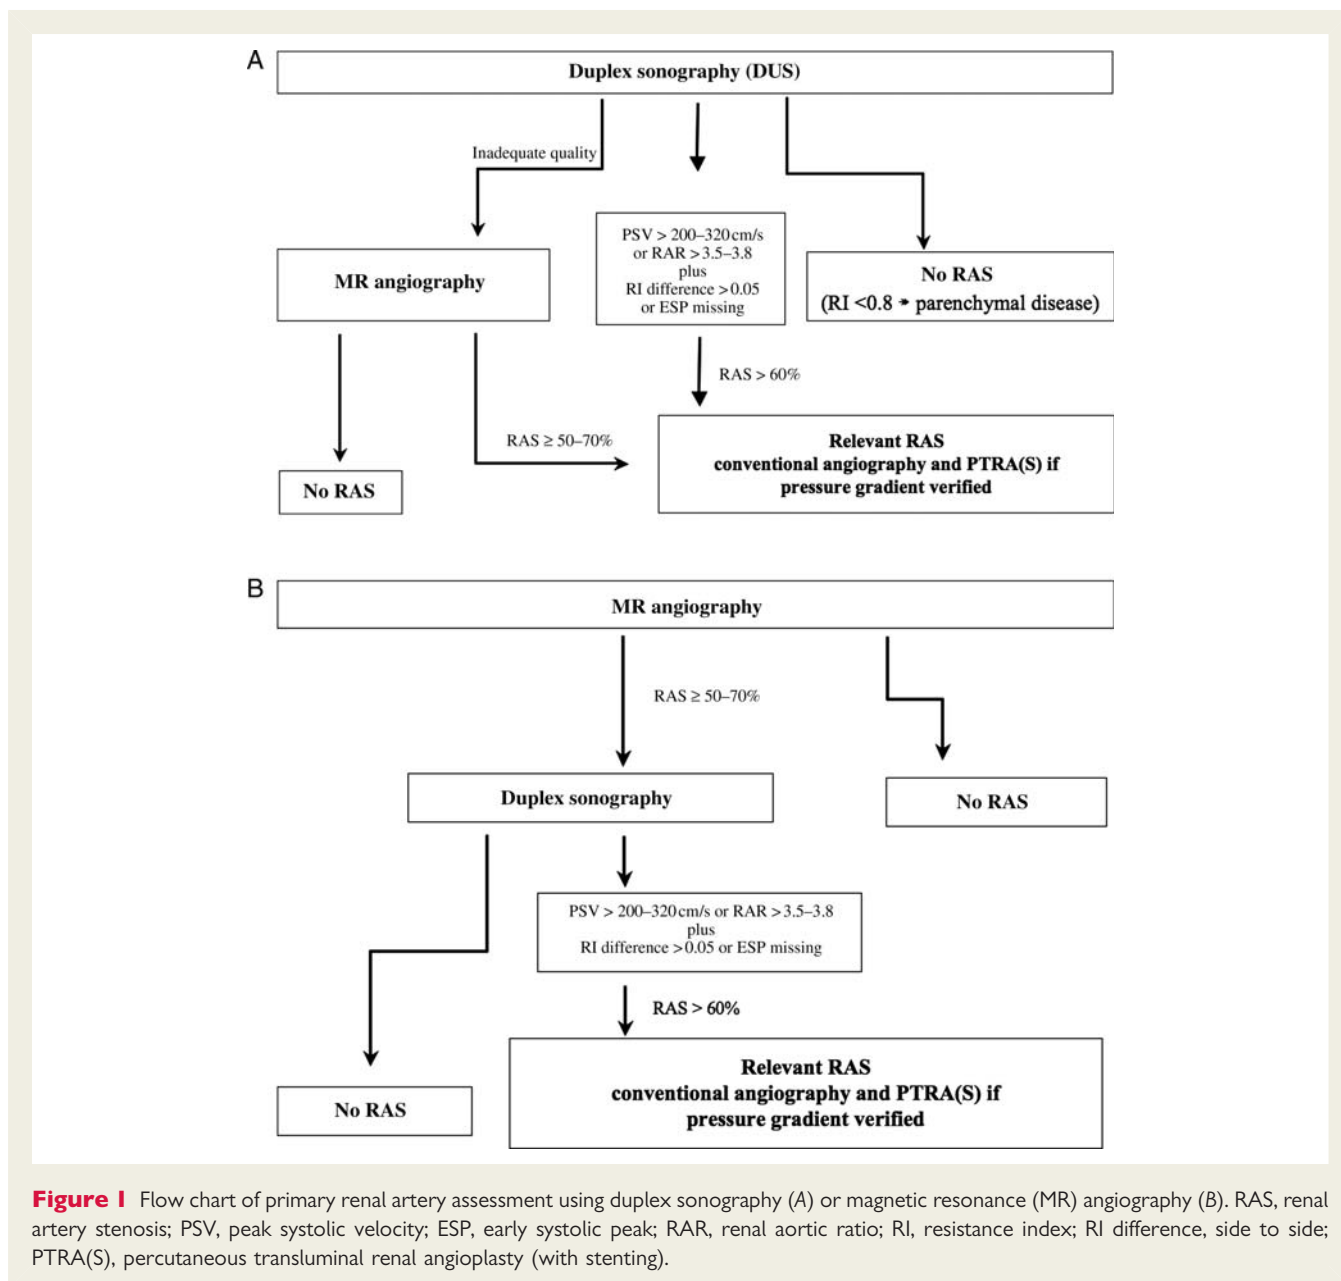 A
Duplex sonography (DUS)
Inadequate quality
MR angiography
PSV > 200–320 cm/s
or RAR >3.5–3.8
plus
RI difference >0.05
or ESP missing
No RAS
(RI <0.8 → parenchymal disease)
RAS > 60%
RAS ≥ 50–70%
No RAS
Relevant RAS
conventional angiography and PTRA(S) if
pressure gradient verified
B
MR angiography
RAS ≥ 50–70%
Duplex sonography
No RAS
PSV > 200–320 cm/s or RAR >3.5–3.8
plus
RI difference >0.05 or ESP missing
RAS > 60%
No RAS
Relevant RAS
conventional angiography and PTRA(S) if
pressure gradient verified
Figure 1 Flow chart of primary renal artery assessment using duplex sonography (A) or magnetic resonance (MR) angiography (B). RAS, renal
artery stenosis; PSV, peak systolic velocity; ESP, early systolic peak; RAR, renal aortic ratio; RI, resistance index; RI difference, side to side;
PTRA(S), percutaneous transluminal renal angioplasty (with stenting).